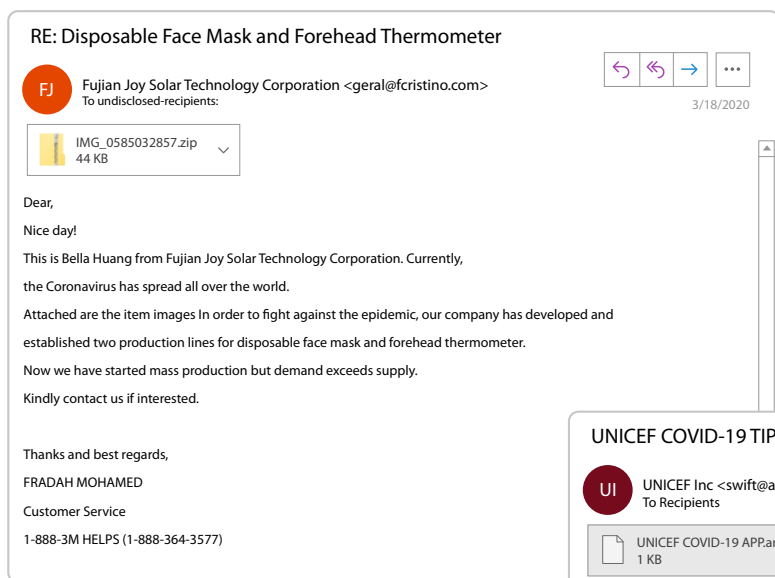 RE: Disposable Face Mask and Forehead Thermometer
FJ
Fujian Joy Solar Technology Corporation <geral@fcristino.com>
To undisclosed-recipients:
3/18/2020
IMG_0585032857.zip
44 KB
Dear,
Nice day!
This is Bella Huang from Fujian Joy Solar Technology Corporation. Currently,
the Coronavirus has spread all over the world.
Attached are the item images In order to fight against the epidemic, our company has developed and
established two production lines for disposable face mask and forehead thermometer.
Now we have started mass production but demand exceeds supply.
Kindly contact us if interested.
Thanks and best regards,
FRADAH MOHAMED
Customer Service
1-888-3M HELPS (1-888-364-3577)
UNICEF COVID-19 TIP
UI
UNICEF Inc <swift@a
To Recipients
UNICEF COVID-19 APP.ar
1 KB